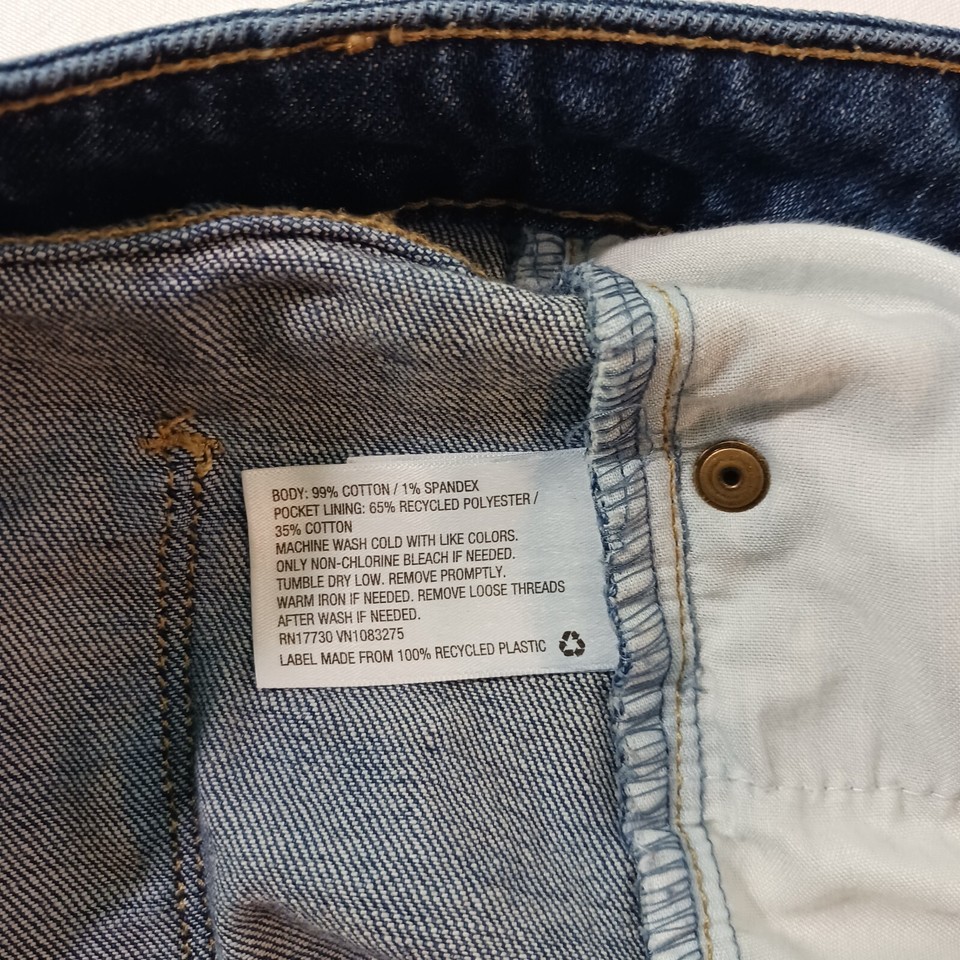 BODY: 99% COTTON / 1% SPANDEX
POCKET LINING: 65% RECYCLED POLYESTER /
35% COTTON
MACHINE WASH COLD WITH LIKE COLORS.
ONLY NON-CHLORINE BLEACH IF NEEDED.
TUMBLE DRY LOW. REMOVE PROMPTLY.
WARM IRON IF NEEDED. REMOVE LOOSE THREADS
AFTER WASH IF NEEDED.
RN17730 VN1083275
LABEL MADE FROM 100% RECYCLED PLASTIC